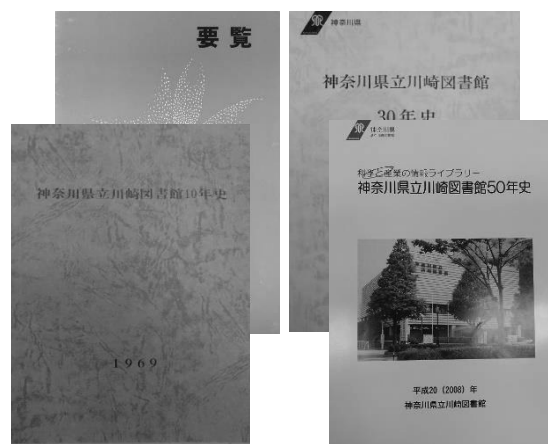 要覧
神奈川県
神奈川県立川崎図書館
30年史
神奈川県立川崎図書館10年史
1969
神奈川県
科学と産業の情報ライブラリー
神奈川県立川崎図書館50年史
平成20（2008）年
神奈川県立川崎図書館